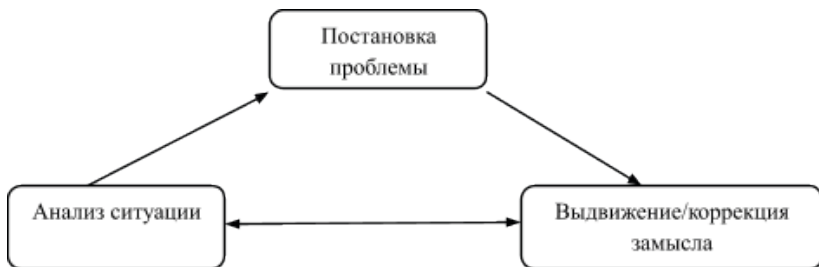 Постановка
проблемы
Анализ ситуации
Выдвижение/коррекция
замысла